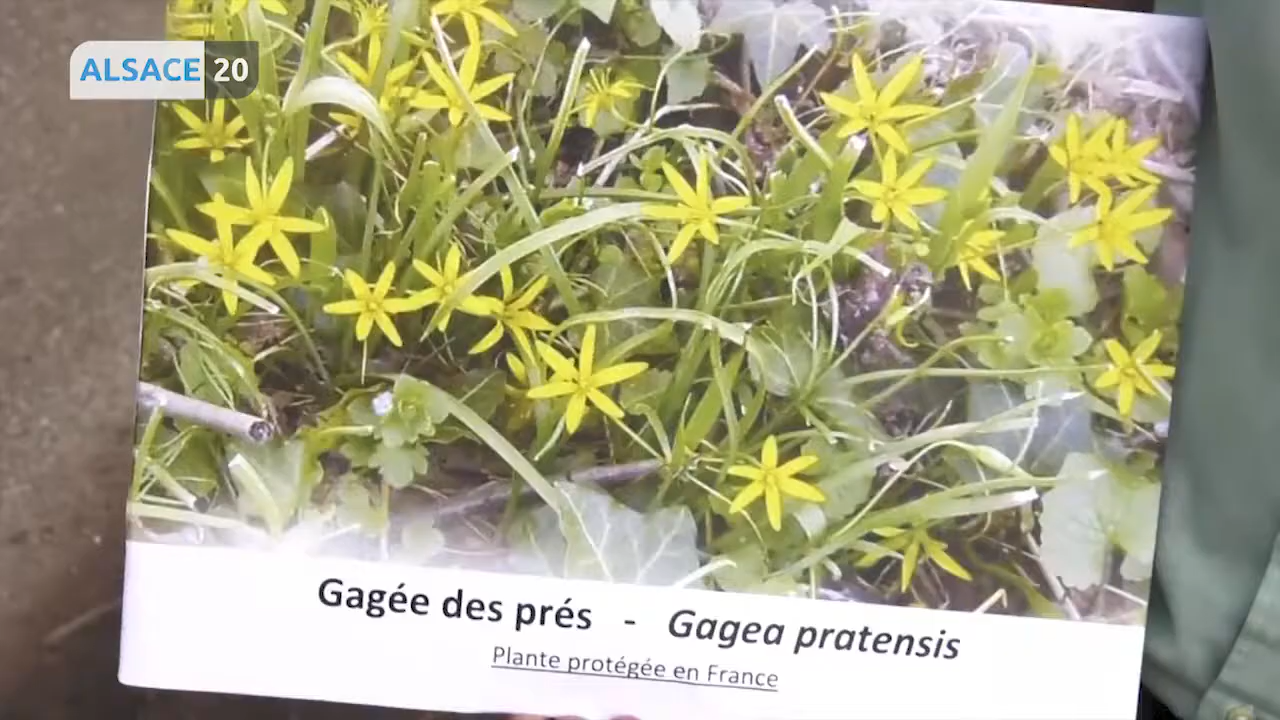 ALSACE 20
Gagée des prés - Gagea pratensis
Plante protégée en France